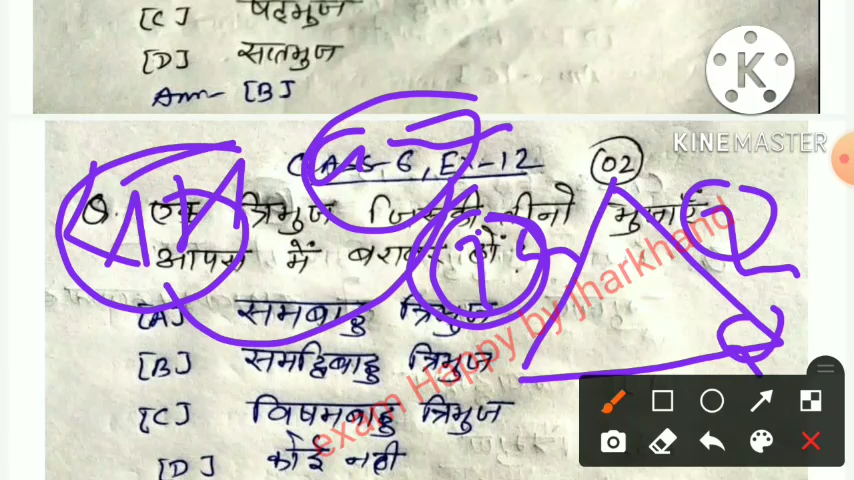 [C] षट्भुज
[D] सप्तभुज
Ans- [B]
K
KINEMASTER
CLASS-6, Ex-12 02
Q. एक त्रिभुज जिसकी तीनो भुजाएँ
आपस में बराबर हों?
[A] समबाहु त्रिभुज
[B] समद्विबाहु त्रिभुज
[C] विषमबाहु त्रिभुज
[D] कोई नही
exam Happy by jharkhand